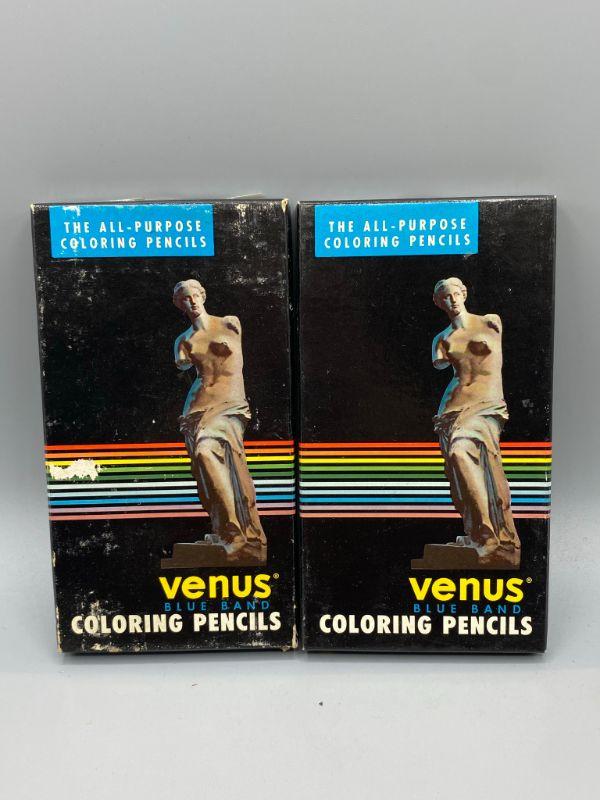 THE ALL-PURPOSE
COLORING PENCILS
venus®
BLUE BAND
COLORING PENCILS
THE ALL-PURPOSE
COLORING PENCILS
venus®
BLUE BAND
COLORING PENCILS